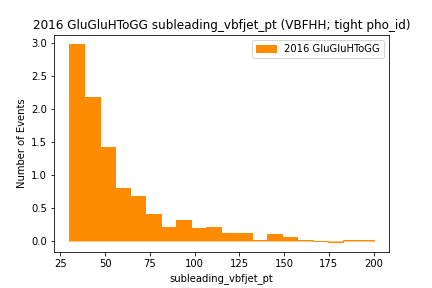 2016 GluGluHToGG subleading_vbfjet_pt (VBFHH; tight pho_id)
2016 GluGluHToGG
Number of Events
3.0
2.5
2.0
1.5
1.0
0.5
0.0
25 50 75 100 125 150 175 200
subleading_vbfjet_pt